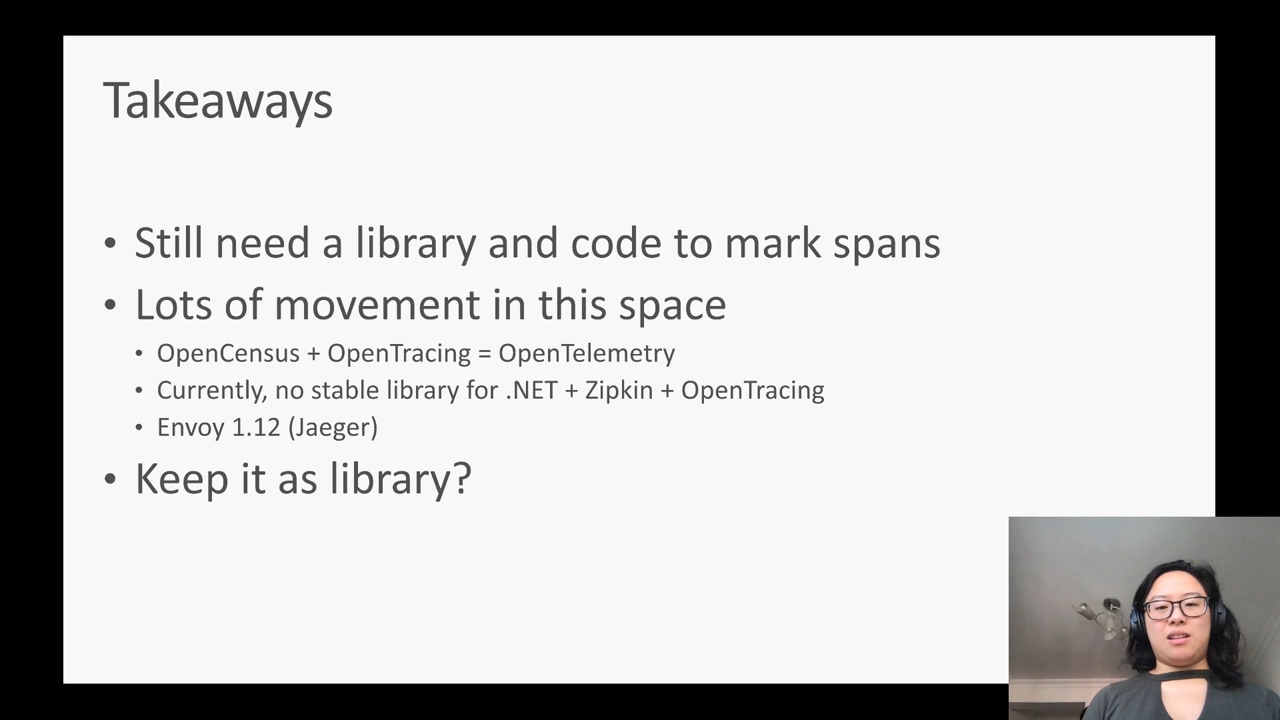 Takeaways
• Still need a library and code to mark spans
• Lots of movement in this space
• OpenCensus + OpenTracing = OpenTelemetry
• Currently, no stable library for .NET + Zipkin + OpenTracing
• Envoy 1.12 (Jaeger)
• Keep it as library?